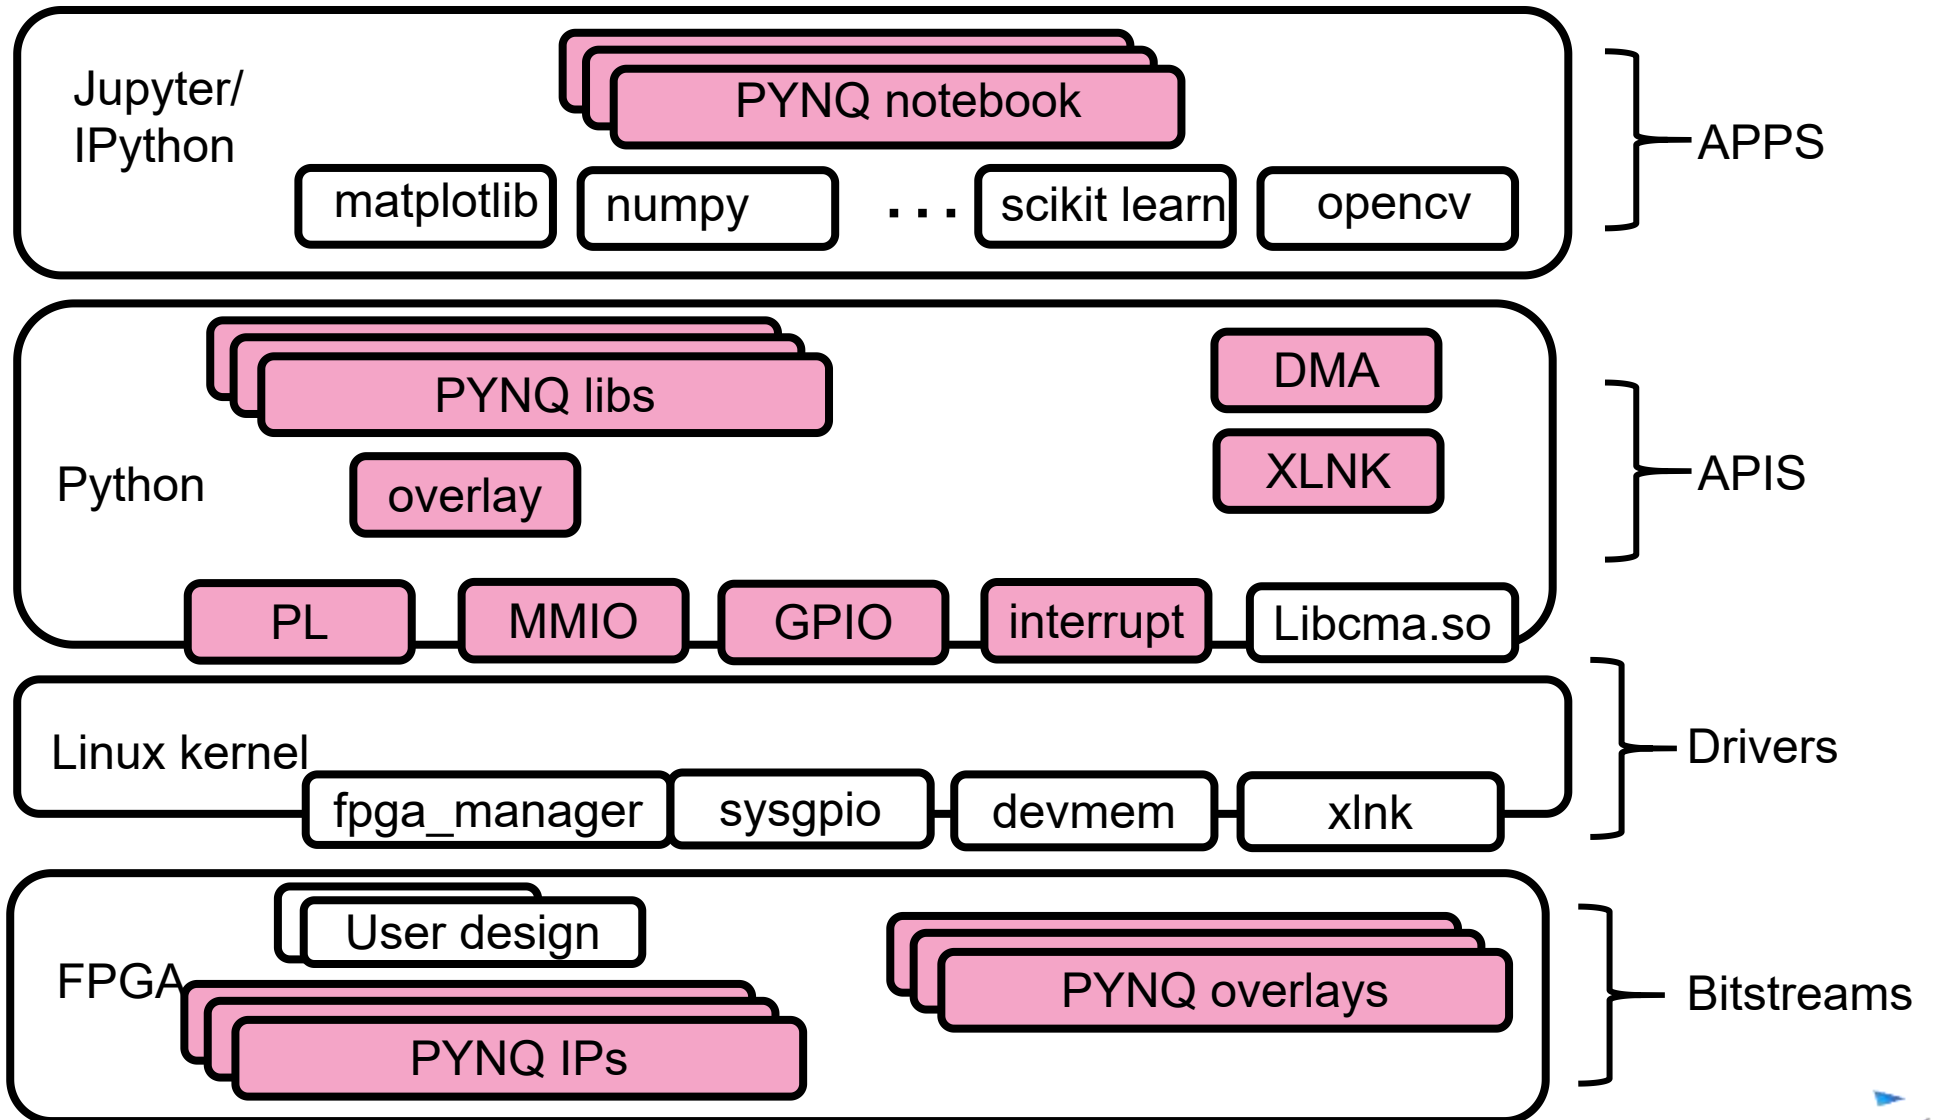 Jupyter/
IPython
PYNQ notebook
matplotlib
numpy
...
scikit learn
opencv
APPS
PYNQ libs
DMA
Python
overlay
XLNK
APIS
PL
MMIO
GPIO
interrupt
Libcma.so
Linux kernel
fpga_manager
sysgpio
devmem
xlnk
Drivers
User design
FPGA
PYNQ overlays
PYNQ IPs
Bitstreams